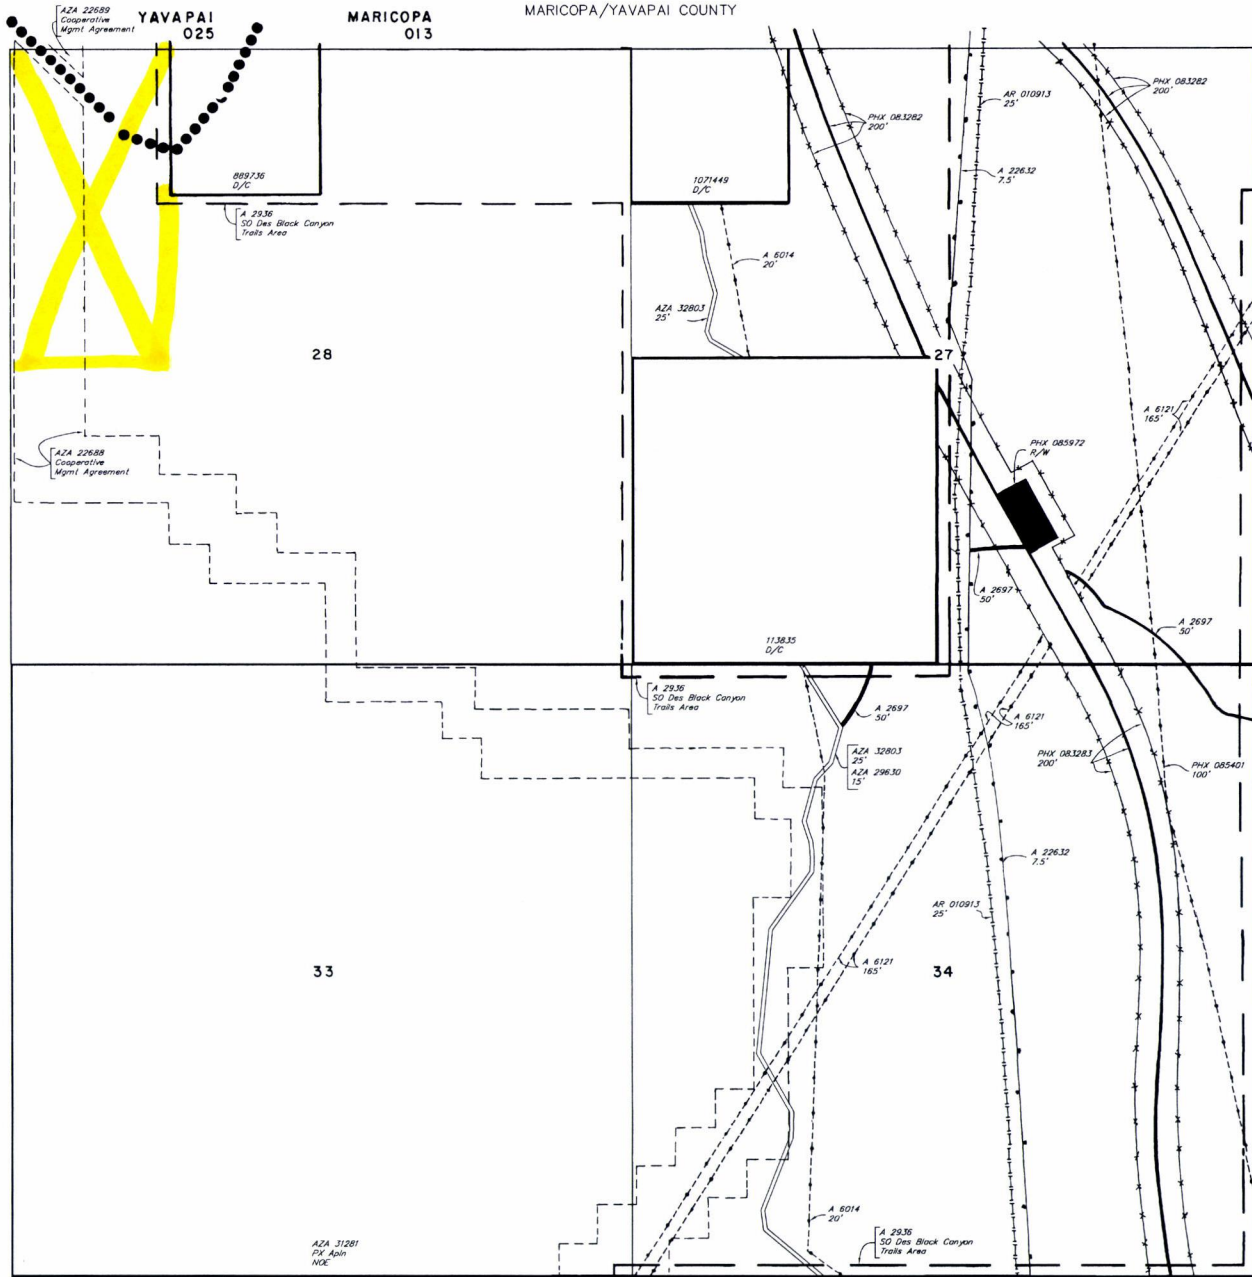 MARICOPA/YAVAPAI COUNTY
AZA 22689
Cooperative
Mgmt Agreement
YAVAPAI
025
MARICOPA
013
PHX 083282
200'
PHX 083282
200'
AR 010913
25'
A 22632
7.5'
889736
D/C
1071449
D/C
A 2936
SO Des Black Canyon
Trails Area
A 6014
20'
AZA 32803
25'
28
27
A 6121
165'
AZA 22688
Cooperative
Mgmt Agreement
PHX 085972
R/W
A 2697
50'
A 2697
50'
113835
D/C
A 2936
SO Des Black Canyon
Trails Area
A 2697
50'
A 6121
165'
AZA 32803
25'
AZA 29630
15'
PHX 083283
200'
PHX 085401
100'
A 22632
7.5'
AR 010913
25'
A 6121
165'
33
34
A 6014
20'
A 2936
SO Des Black Canyon
Trails Area
AZA 31281
PX Apln
NOE